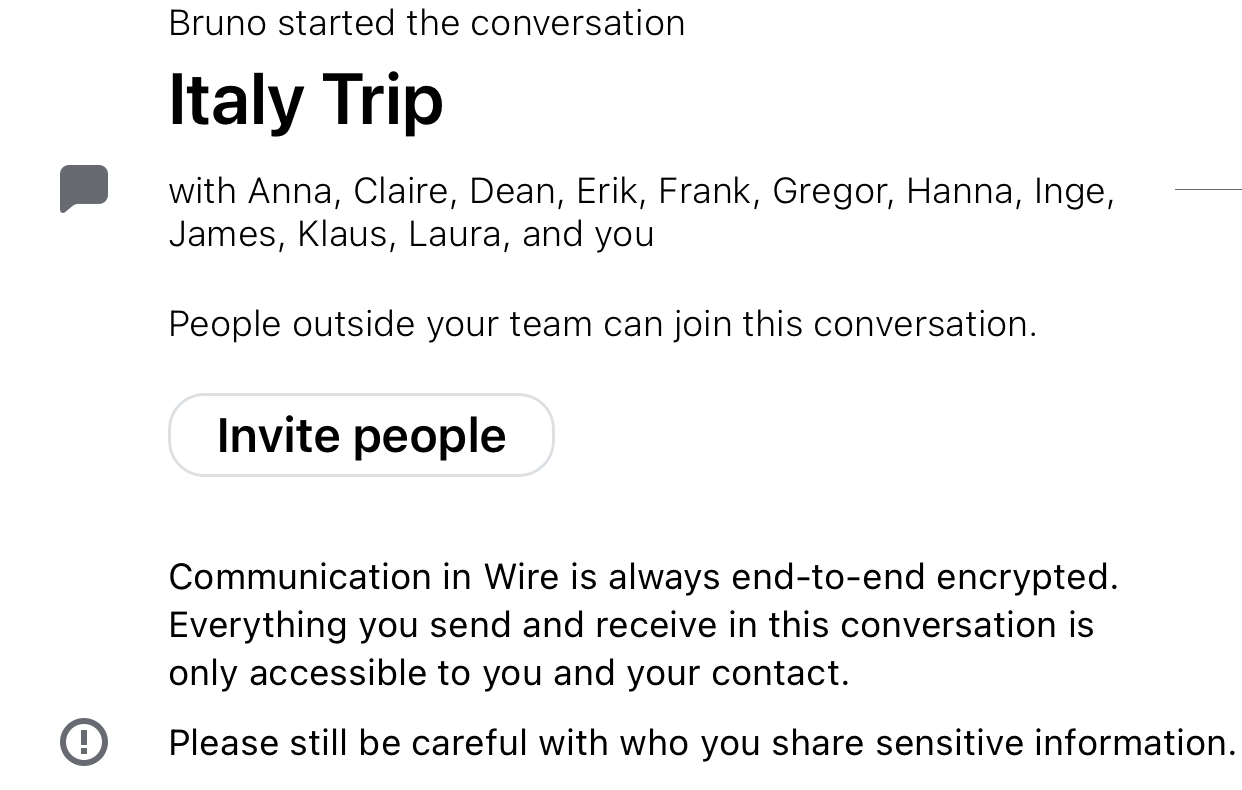 Bruno started the conversation
Italy Trip
with Anna, Claire, Dean, Erik, Frank, Gregor, Hanna, Inge,
James, Klaus, Laura, and you
People outside your team can join this conversation.
Invite people
Communication in Wire is always end-to-end encrypted.
Everything you send and receive in this conversation is
only accessible to you and your contact.
Please still be careful with who you share sensitive information.